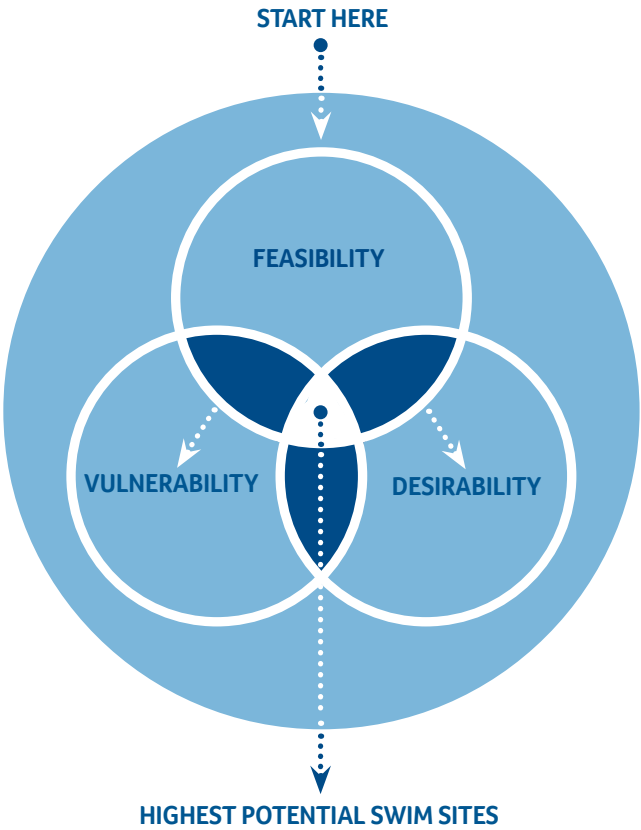 START HERE
FEASIBILITY
VULNERABILITY
DESIRABILITY
HIGHEST POTENTIAL SWIM SITES